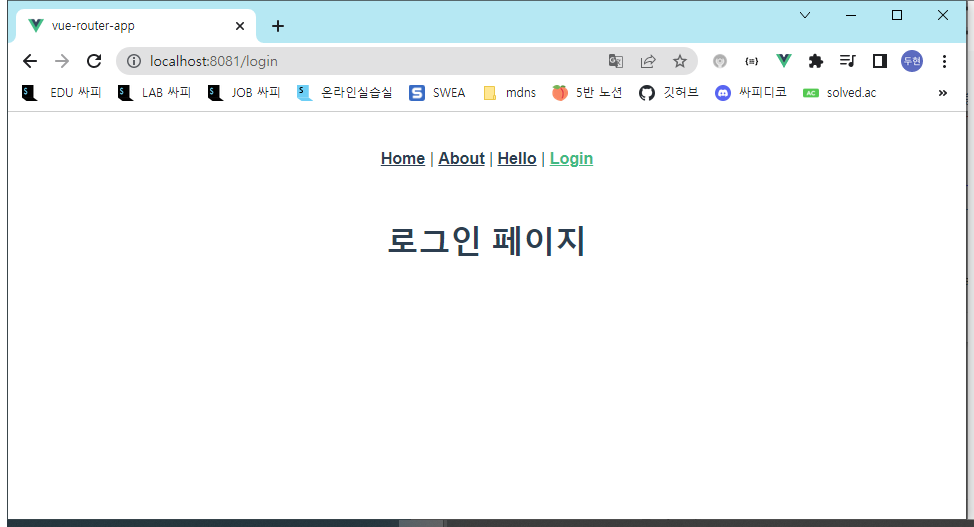 vue-router-app
localhost:8081/login
두현
EDU 싸피 LAB 싸피 JOB 싸피 온라인실습실 SWEA mdns 5반 노션 깃허브 싸피디코 AC solved.ac »
Home | About | Hello | Login
로그인 페이지